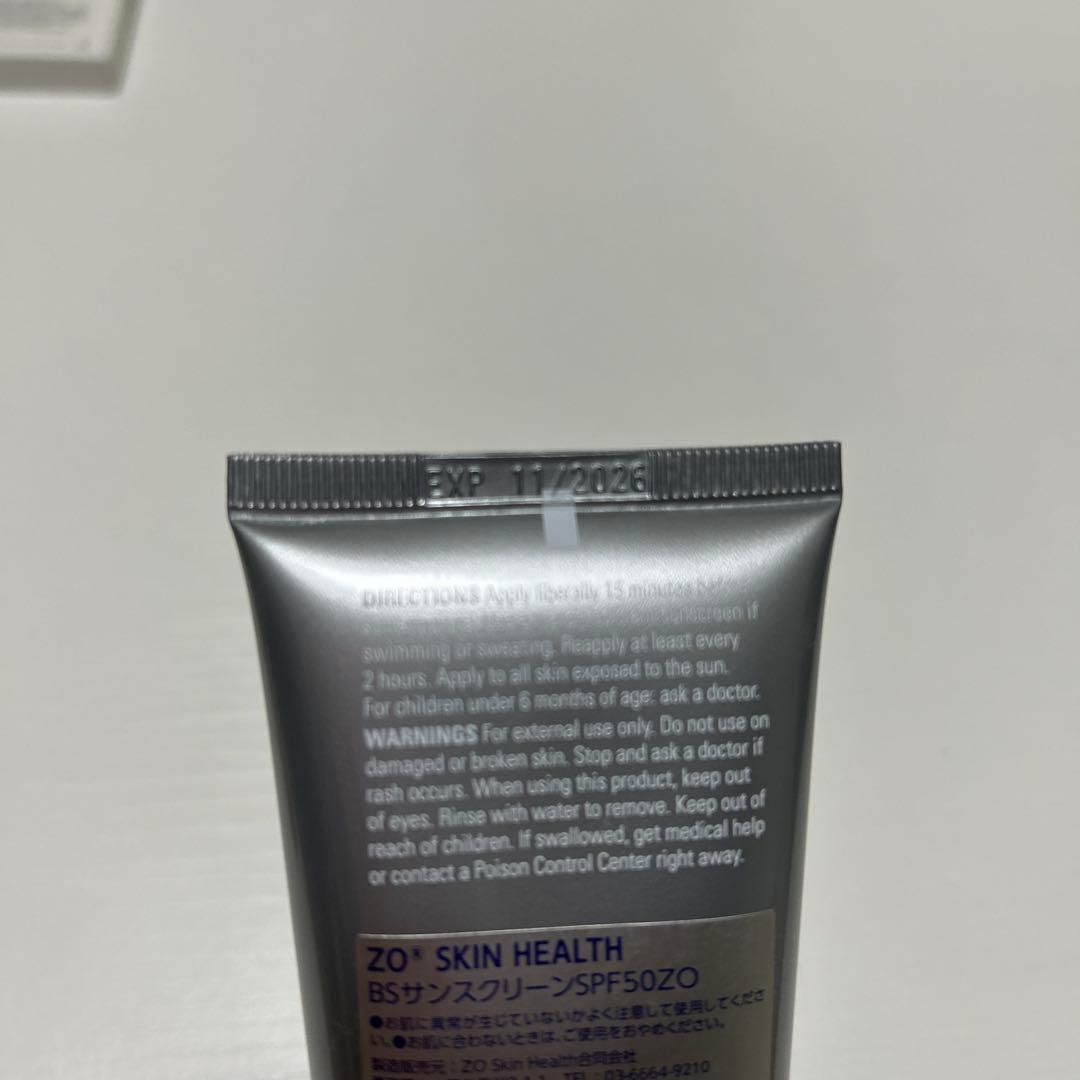 EXP 11/2026
DIRECTIONS Apply liberally 15 minutes
sunscreen if
swimming or sweating. Reapply at least every
2 hours. Apply to all skin exposed to the sun.
For children under 6 months of age: ask a doctor.
WARNINGS For external use only. Do not use on
damaged or broken skin. Stop and ask a doctor if
rash occurs. When using this product, keep out
of eyes. Rinse with water to remove. Keep out of
reach of children. If swallowed, get medical help
or contact a Poison Control Center right away.
ZO® SKIN HEALTH
BSサンスクリーンSPF50ZO
●お肌に異常が生じていないかよく注意して使用してくださ
い。●お肌に合わないときは、ご使用をおやめください。
製造販売元：ZO Skin Health合同会社
TEL：03-6664-9210